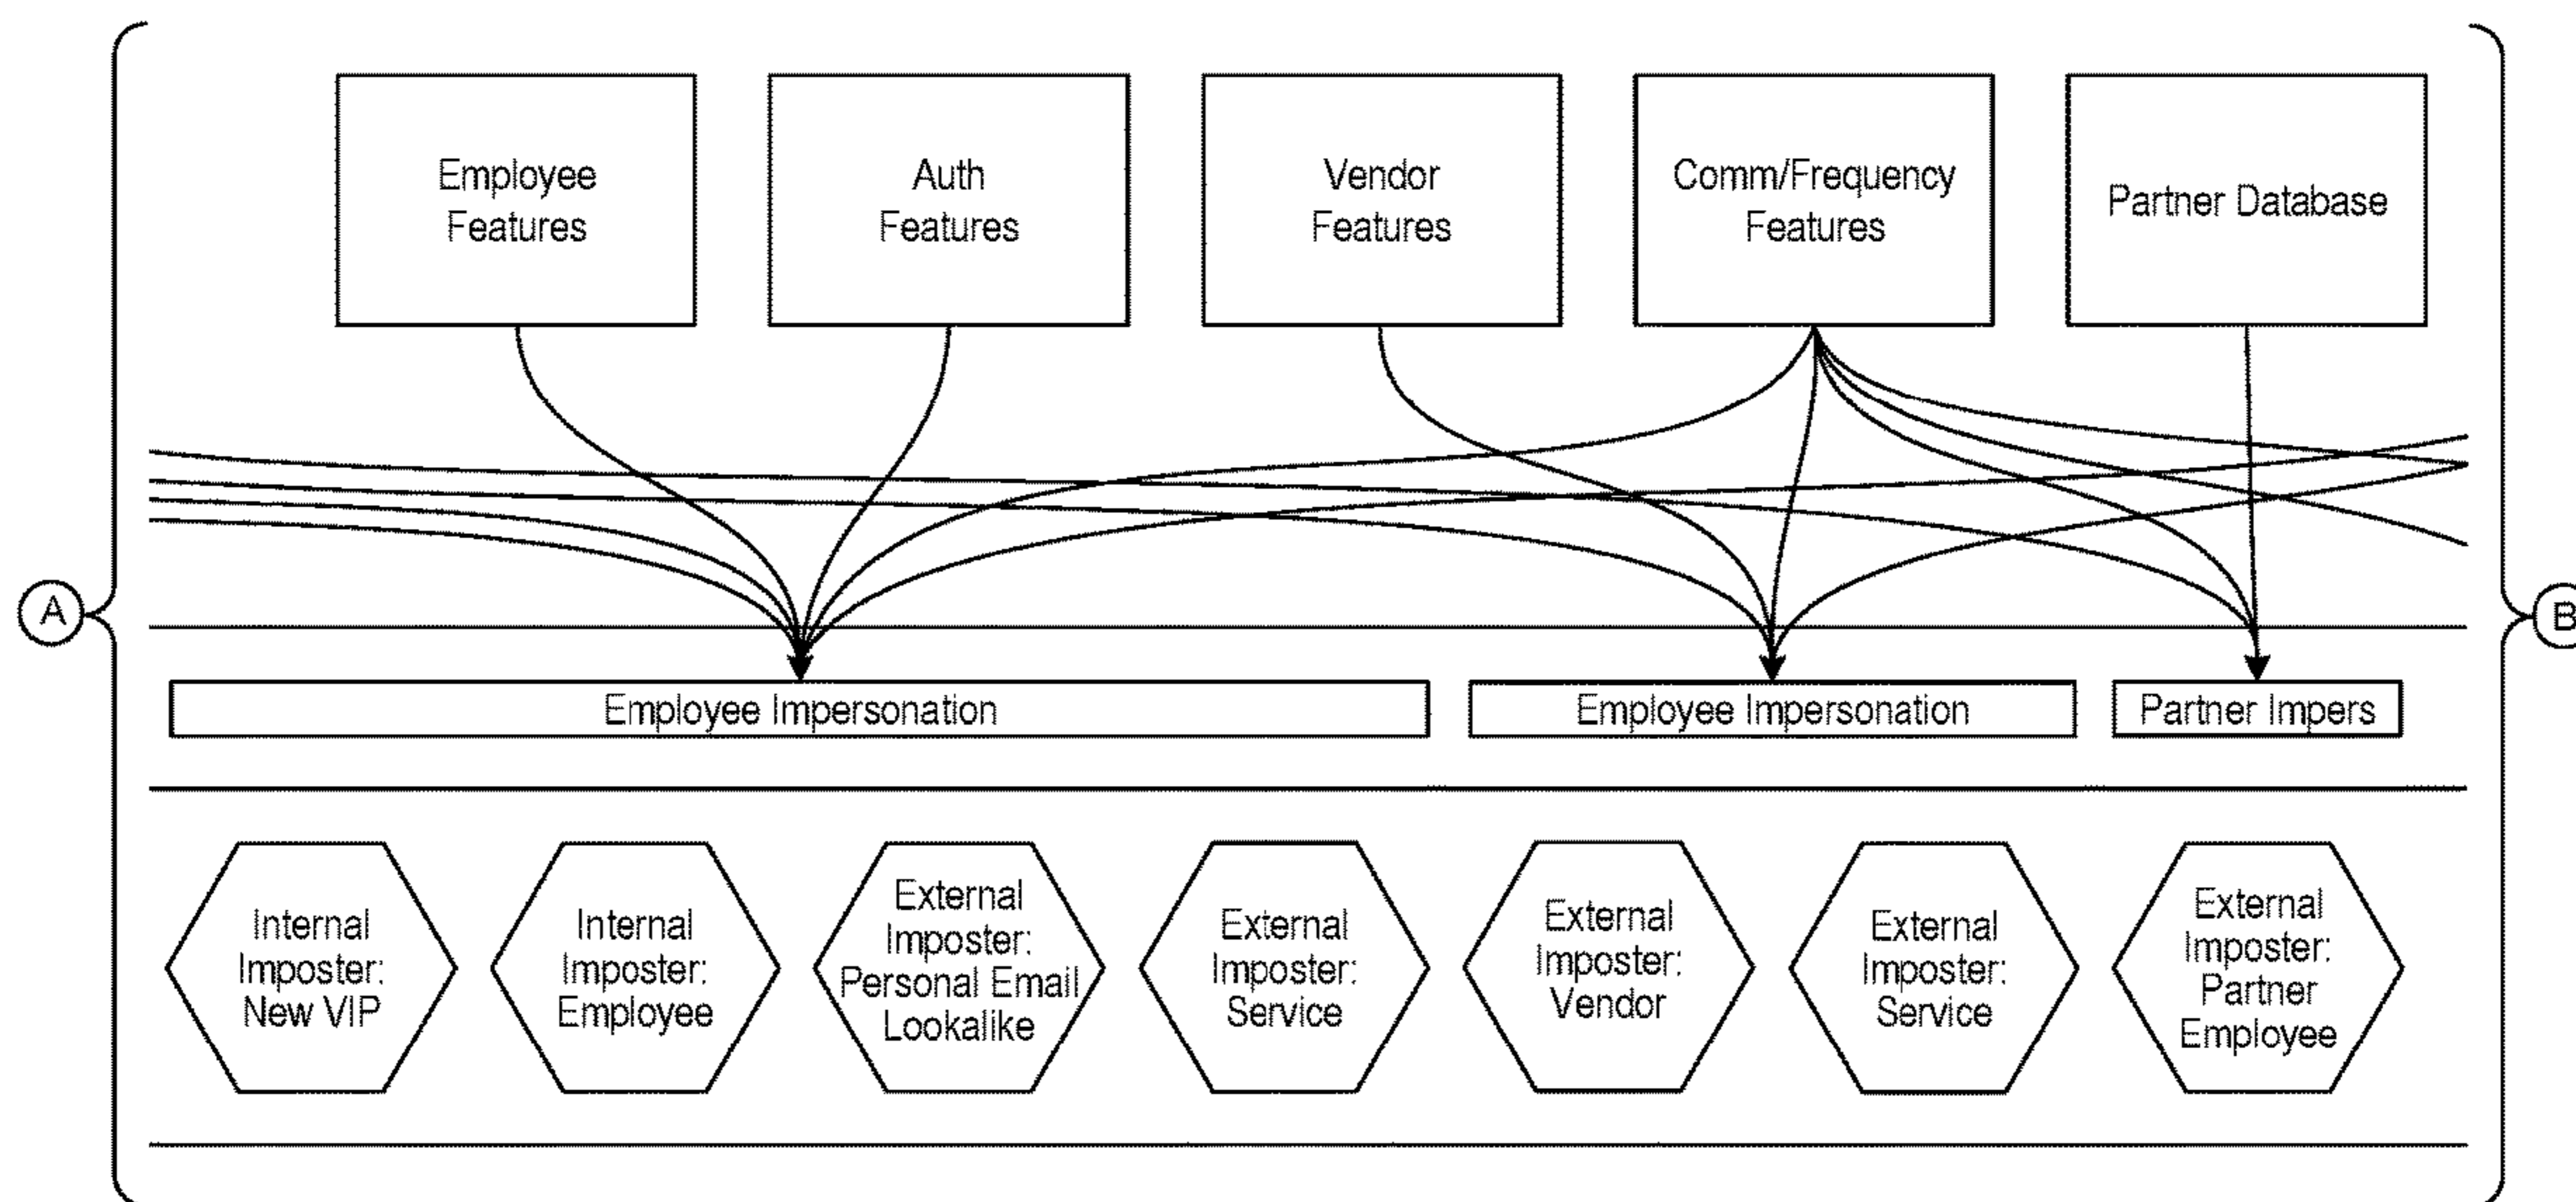 Employee
Features
Auth
Features
Vendor
Features
Comm/Frequency
Features
Partner Database
A
B
Employee Impersonation
Employee Impersonation
Partner Impers
Internal
Imposter:
New VIP
Internal
Imposter:
Employee
External
Imposter:
Personal Email
Lookalike
External
Imposter:
Service
External
Imposter:
Vendor
External
Imposter:
Service
External
Imposter:
Partner
Employee